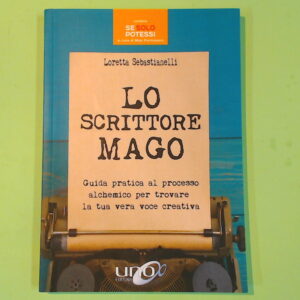 SE SOLO
POTESSI
Loretta Sebastianelli
LO
SCRITTORE
MAGO
Guida pratica al processo
alchemico per trovare
la tua vera voce creativa
uno